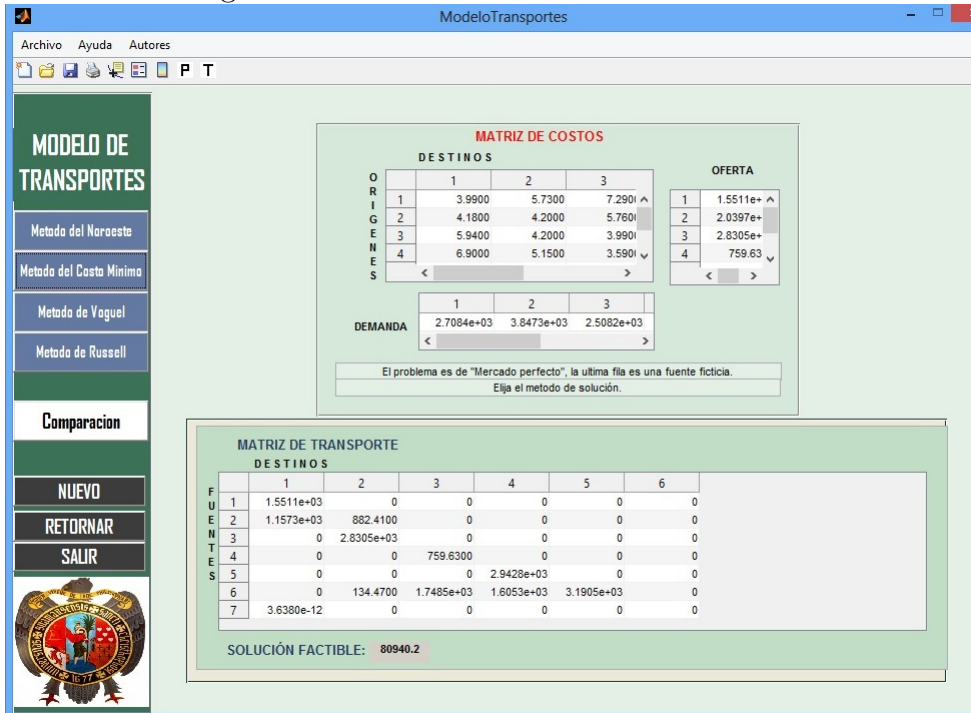 ModeloTransportes
Archivo Ayuda Autores
P T
MODELO DE
TRANSPORTES
Metodo del Noroeste
Metodo del Costo Minimo
Metodo de Voguel
Metodo de Russell
Comparacion
NUEVO
RETORNAR
SALIR
MATRIZ DE COSTOS
DESTINOS
ORIGENES
1 2 3
1 3.9900 5.7300 7.290
2 4.1800 4.2000 5.760
3 5.9400 4.2000 3.990
4 6.9000 5.1500 3.590
OFERTA
1 1.5511e+
2 2.0397e+
3 2.8305e+
4 759.63
1 2 3
DEMANDA 2.7084e+03 3.8473e+03 2.5082e+03
El problema es de "Mercado perfecto", la ultima fila es una fuente ficticia.
Elija el metodo de solución.
MATRIZ DE TRANSPORTE
DESTINOS
FUENTES
1 2 3 4 5 6
1 1.5511e+03 0 0 0 0 0
2 1.1573e+03 882.4100 0 0 0 0
3 0 2.8305e+03 0 0 0 0
4 0 0 759.6300 0 0 0
5 0 0 0 2.9428e+03 0 0
6 0 134.4700 1.7485e+03 1.6053e+03 3.1905e+03 0
7 3.6380e-12 0 0 0 0 0
SOLUCIÓN FACTIBLE: 80940.2